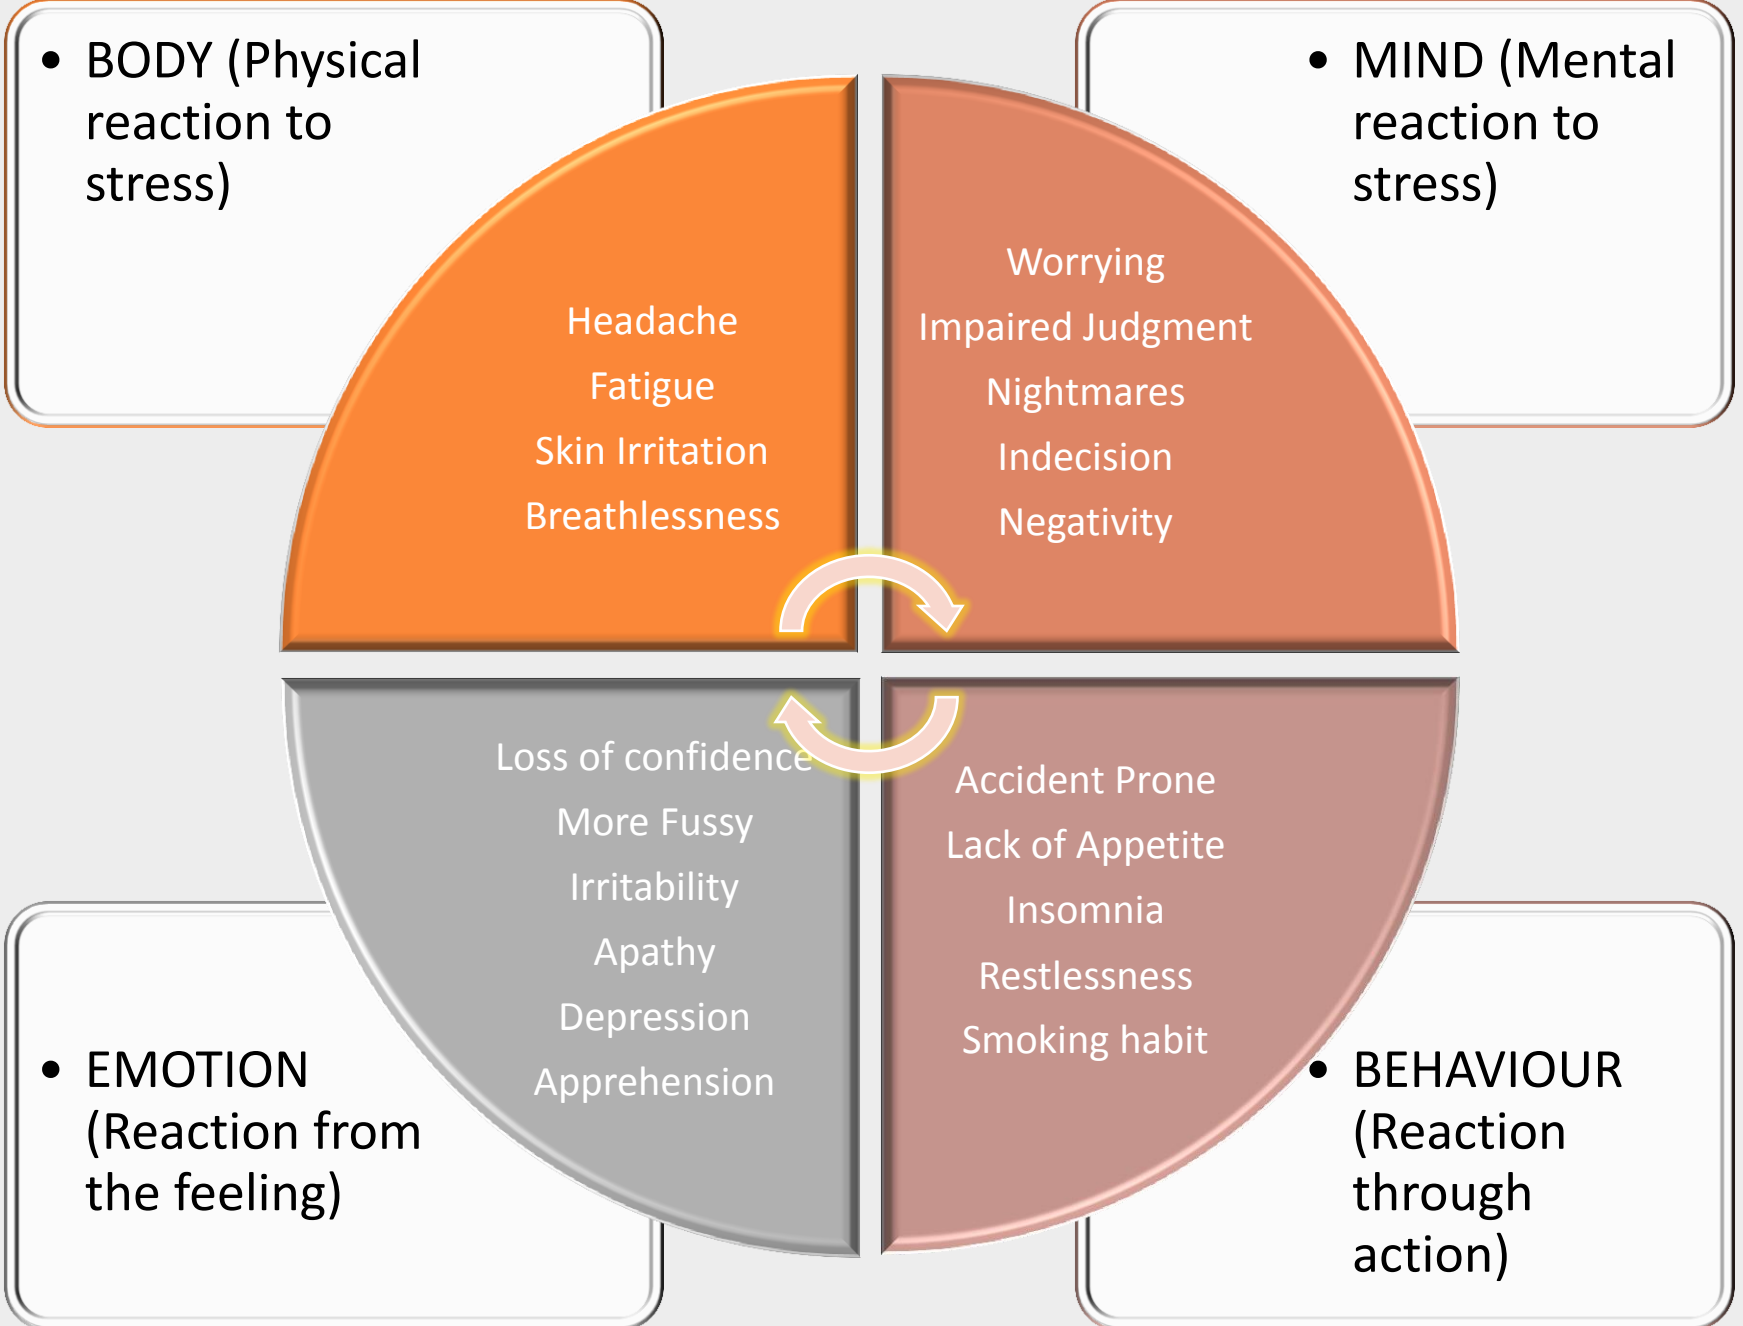 • BODY (Physical
reaction to
stress)
• MIND (Mental
reaction to
stress)
Headache
Fatigue
Skin Irritation
Breathlessness
Worrying
Impaired Judgment
Nightmares
Indecision
Negativity
Loss of confidence
More Fussy
Irritability
Apathy
Depression
Apprehension
Accident Prone
Lack of Appetite
Insomnia
Restlessness
Smoking habit
• EMOTION
(Reaction from
the feeling)
• BEHAVIOUR
(Reaction
through
action)